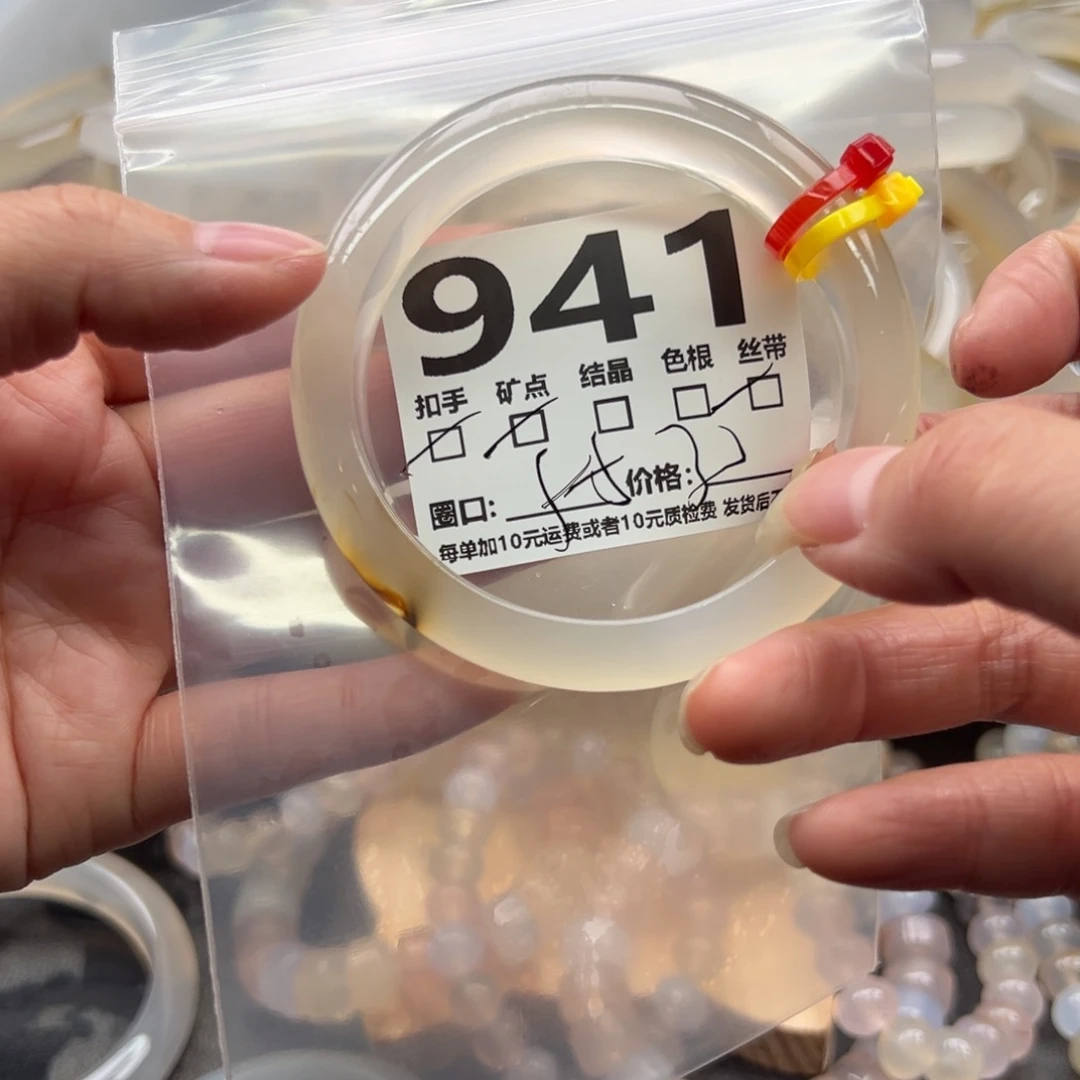 941
扣手 矿点 结晶 色根 丝带
圈口: 价格:
每单加10元运费或者10元质检费 发货后不